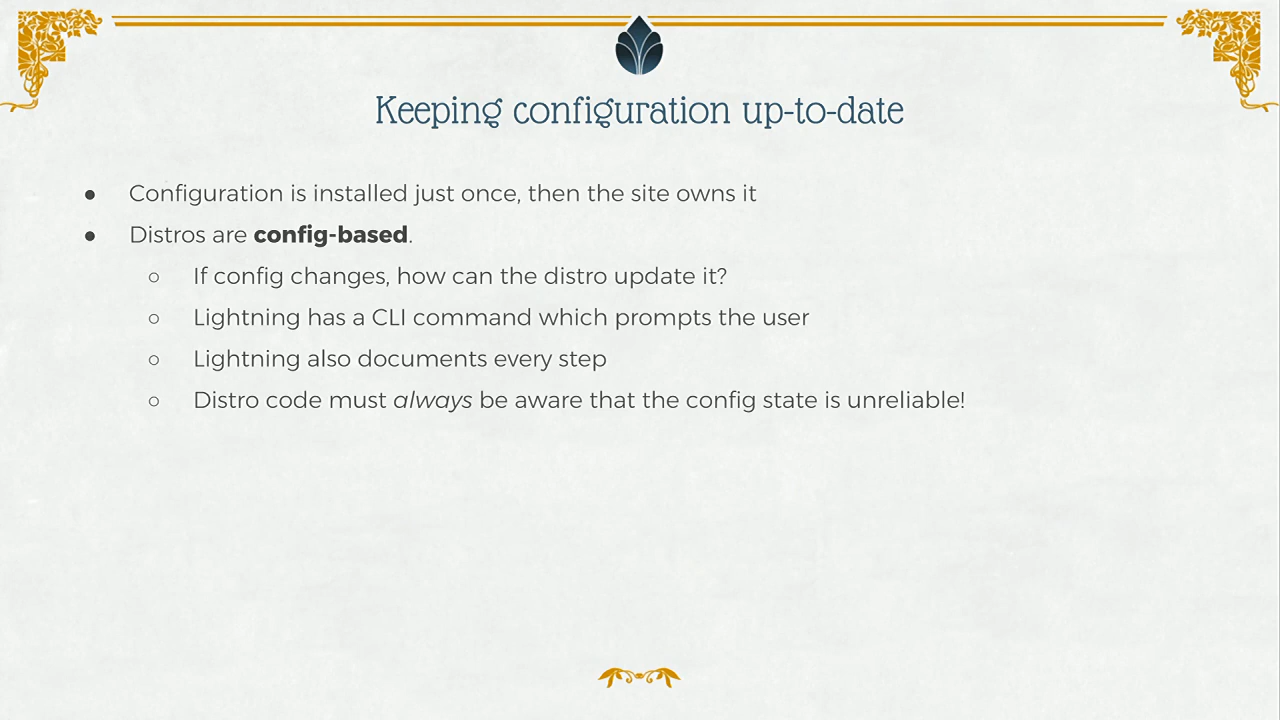 Keeping configuration up-to-date
● Configuration is installed just once, then the site owns it
● Distros are config-based.
○ If config changes, how can the distro update it?
○ Lightning has a CLI command which prompts the user
○ Lightning also documents every step
○ Distro code must always be aware that the config state is unreliable!